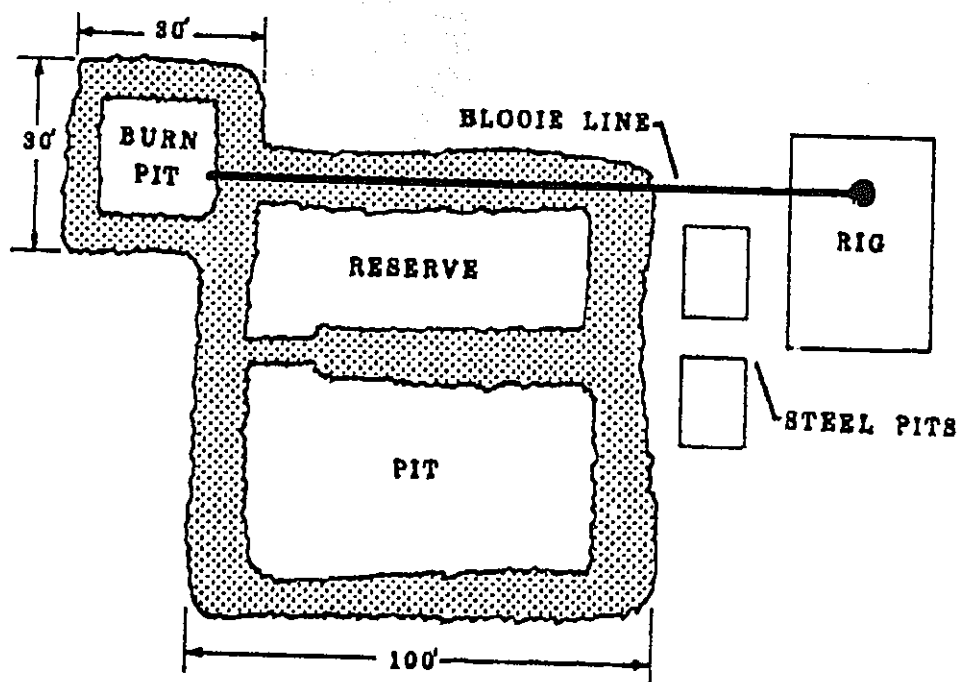 30'
30'
BURN
PIT
BLOOIE LINE
RIG
RESERVE
STEEL PITS
PIT
100'